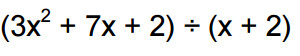 (3x² + 7x + 2) ÷ (x + 2)